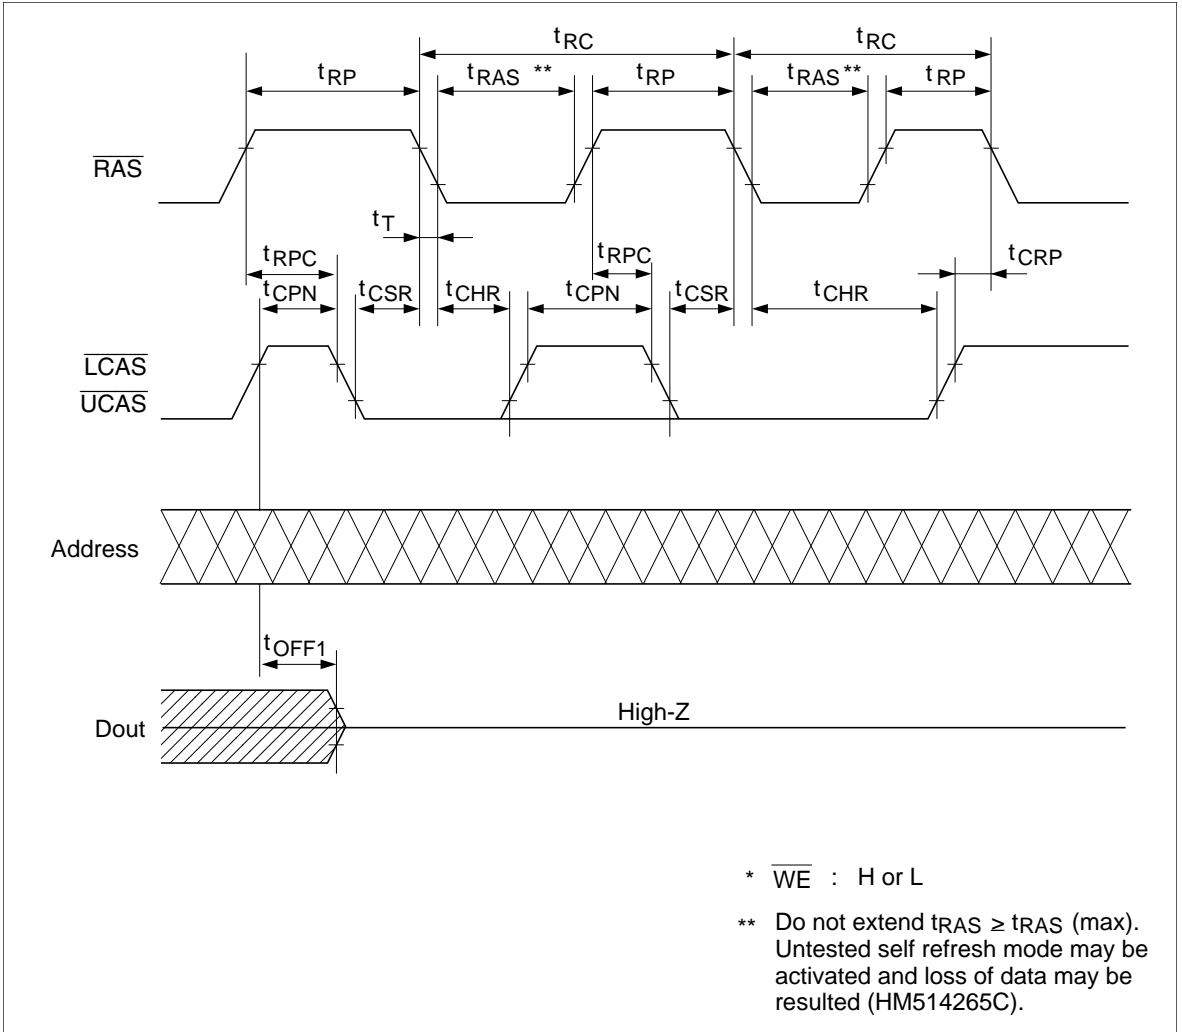 tRC tRC
tRP tRAS ** tRP tRAS ** tRP
RAS
tT
tRPC tRPC tCRP
tCPN tCSR tCHR tCPN tCSR tCHR
LCAS
UCAS
Address
tOFF1
High-Z
Dout
* WE : H or L
** Do not extend tRAS ≥ tRAS (max).
Untested self refresh mode may be
activated and loss of data may be
resulted (HM514265C).